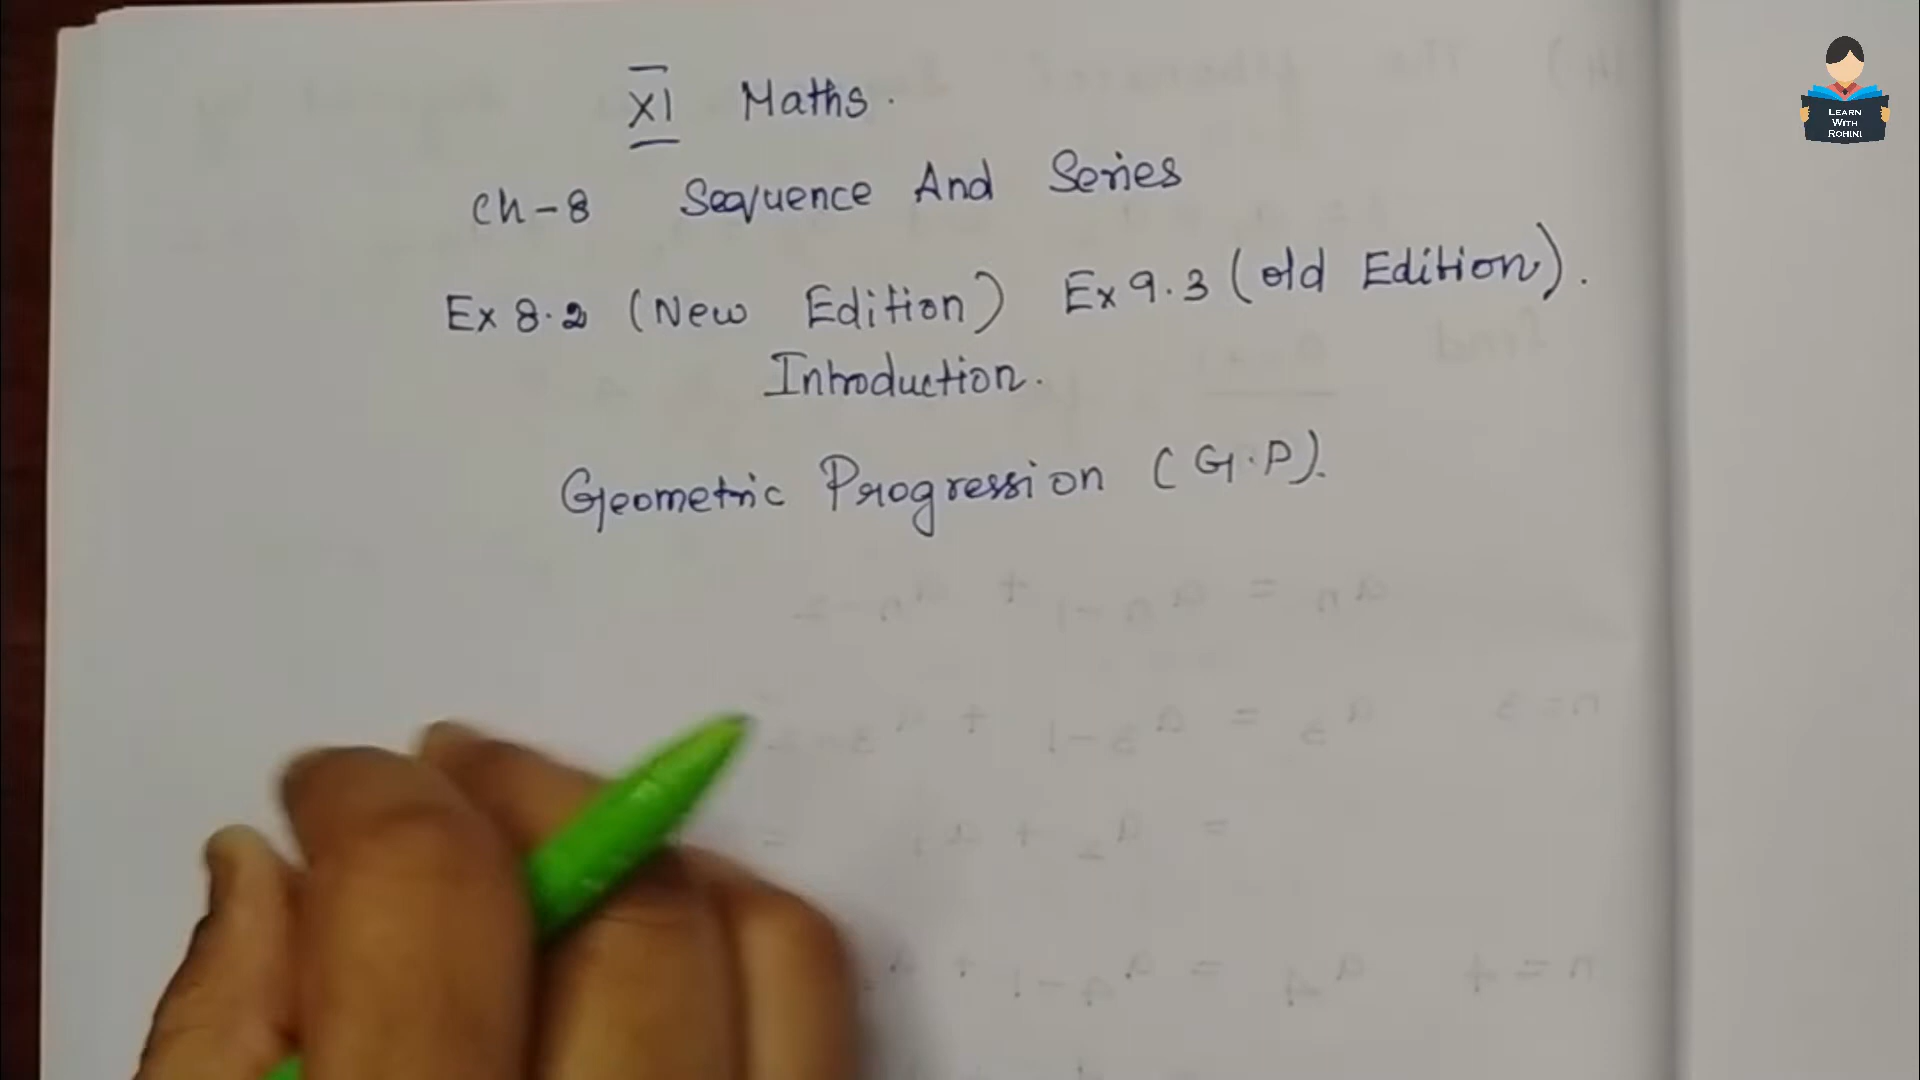 XI Maths.
Ch-8 Sequence And Series
Ex 8.2 (New Edition) Ex 9.3 (old Edition).
Introduction.
Geometric Progression (G.P).
LEARN
WITH
ROHINI